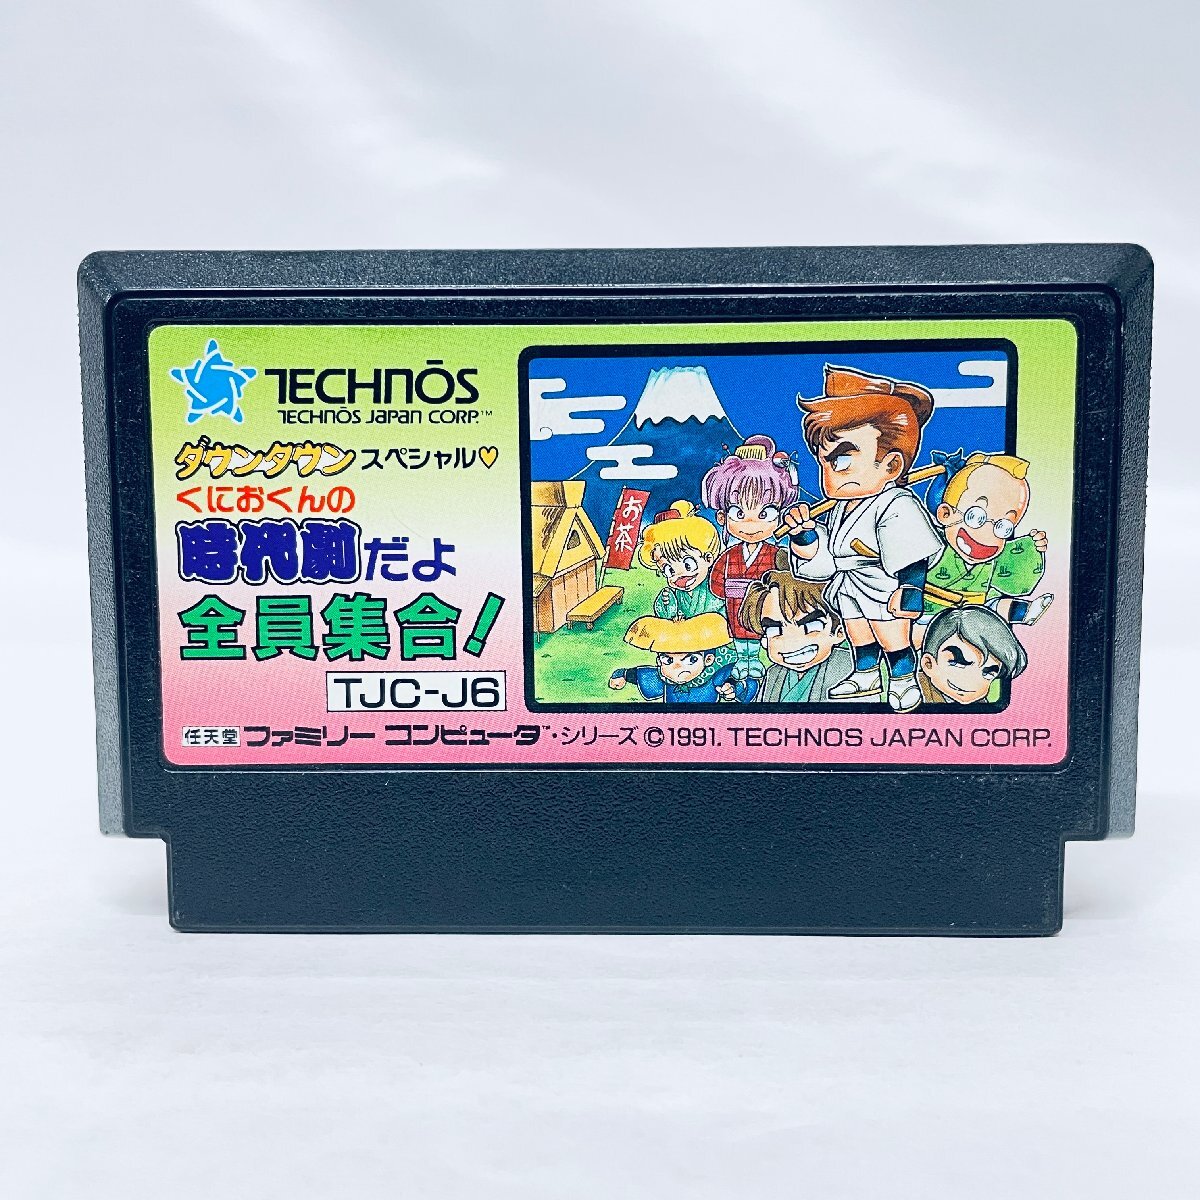 TECHNŌS
TECHNŌS JAPAN CORP.™
ダウンタウン スペシャル♡
くにおくんの
時代劇だよ
全員集合!
TJC-J6
お茶
任天堂 ファミリー コンピュータ™・シリーズ ©1991. TECHNOS JAPAN CORP.